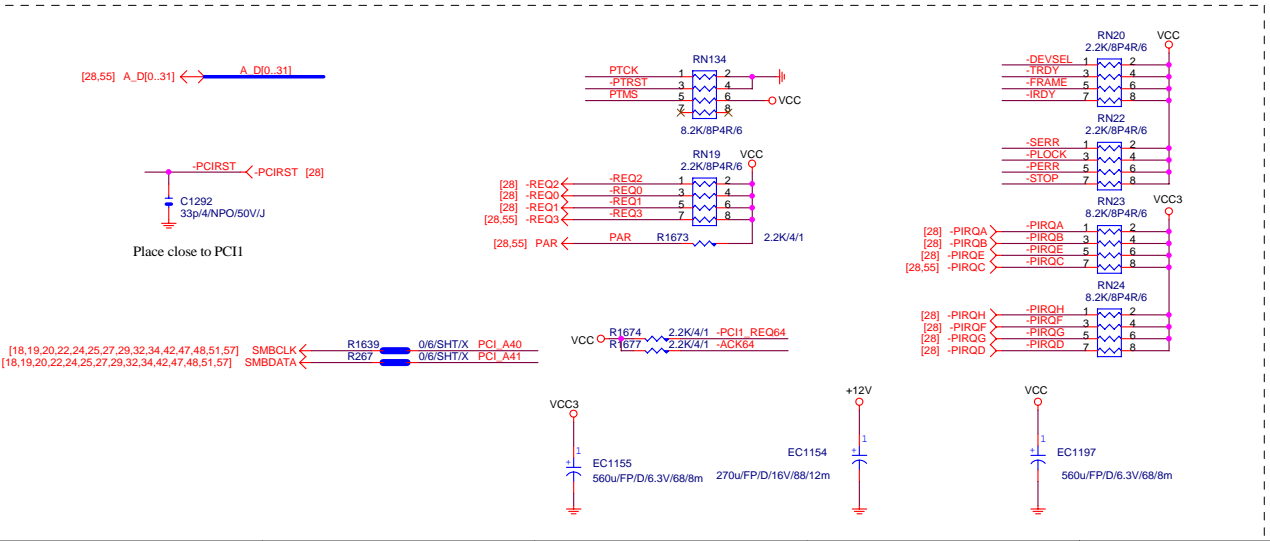 [28,55] A_D[0..31] A_D[0..31]
-PCIRST -PCIRST [28]
C1292
33p/4/NPO/50V/J
Place close to PCI1
RN134
PTCK 1 2
-PTRST 3 4
PTMS 5 6 VCC
7 8
8.2K/8P4R/6
RN19 VCC
2.2K/8P4R/6
[28] -REQ2 -REQ2 1 2
[28] -REQ0 -REQ0 3 4
[28] -REQ1 -REQ1 5 6
[28,55] -REQ3 -REQ3 7 8
[28,55] PAR PAR R1673 2.2K/4/1
RN20 VCC
2.2K/8P4R/6
-DEVSEL 1 2
-TRDY 3 4
-FRAME 5 6
-IRDY 7 8
RN22
2.2K/8P4R/6
-SERR 1 2
-PLOCK 3 4
-PERR 5 6
-STOP 7 8
RN23 VCC3
8.2K/8P4R/6
[28] -PIRQA -PIRQA 1 2
[28] -PIRQB -PIRQB 3 4
[28] -PIRQE -PIRQE 5 6
[28,55] -PIRQC -PIRQC 7 8
RN24
8.2K/8P4R/6
[28] -PIRQH -PIRQH 1 2
[28] -PIRQF -PIRQF 3 4
[28] -PIRQG -PIRQG 5 6
[28] -PIRQD -PIRQD 7 8
[18,19,20,22,24,25,27,29,32,34,42,47,48,51,57] SMBCLK R1639 0/6/SHT/X PCI_A40
[18,19,20,22,24,25,27,29,32,34,42,47,48,51,57] SMBDATA R267 0/6/SHT/X PCI_A41
VCC R1674 2.2K/4/1 -PCI1_REQ64
R1677 2.2K/4/1 -ACK64
VCC3
1
+
EC1155
560u/FP/D/6.3V/68/8m
+12V
1
+
EC1154
270u/FP/D/16V/88/12m
VCC
1
+
EC1197
560u/FP/D/6.3V/68/8m